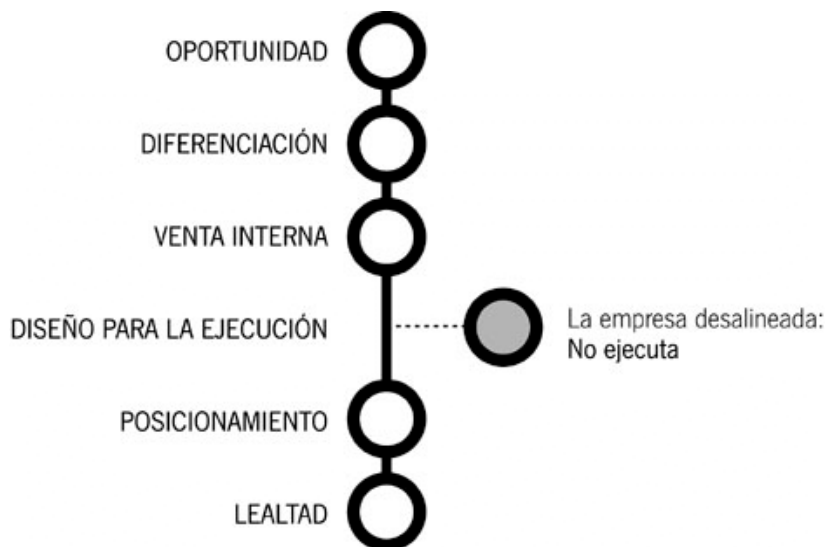 OPORTUNIDAD
DIFERENCIACIÓN
VENTA INTERNA
DISEÑO PARA LA EJECUCIÓN
La empresa desalineada:
No ejecuta
POSICIONAMIENTO
LEALTAD